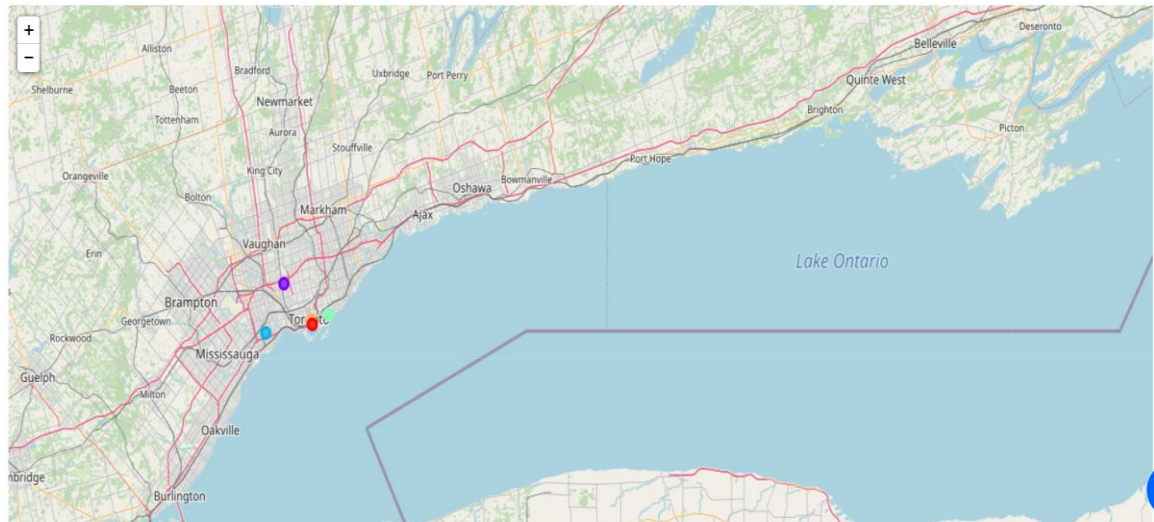 +
−
Alliston
Shelburne
Beeton
Tottenham
Bradford
Newmarket
Aurora
Uxbridge
Port Perry
Stouffville
King City
Orangeville
Bolton
Markham
Vaughan
Erin
Brampton
Georgetown
Rockwood
Mississauga
Guelph
Milton
Oakville
Burlington
Ajax
Oshawa
Bowmanville
Port Hope
Brighton
Quinte West
Belleville
Deseronto
Picton
Lake Ontario